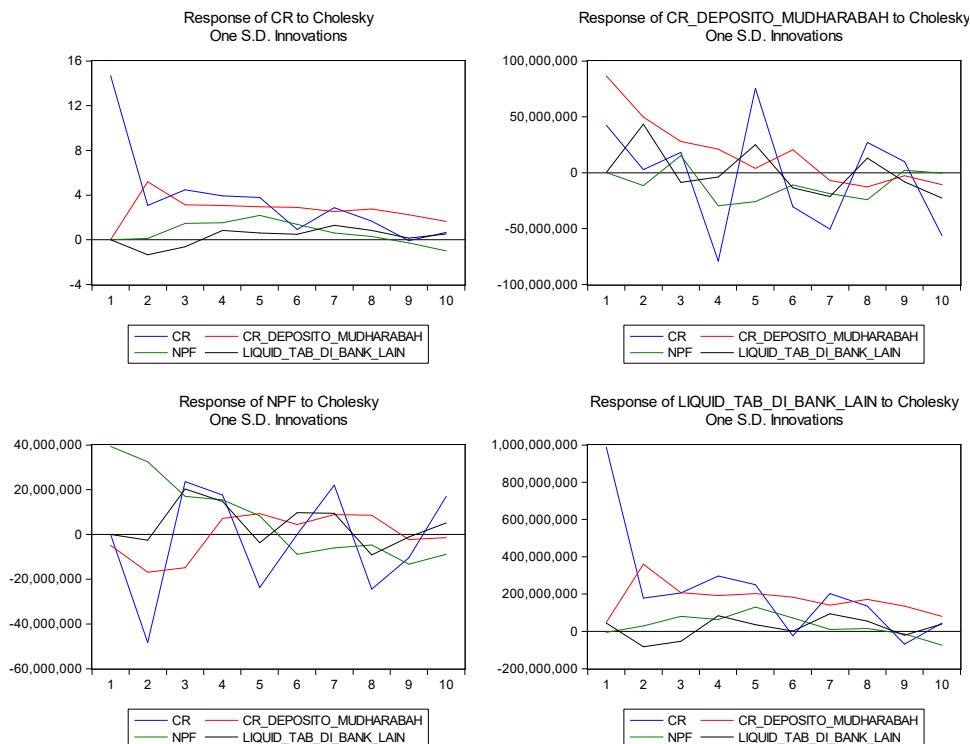 Response of CR to Cholesky
One S.D. Innovations
16
12
8
4
0
-4
1 2 3 4 5 6 7 8 9 10
CR CR_DEPOSITO_MUDHARABAH
NPF LIQUID_TAB_DI_BANK_LAIN
Response of CR_DEPOSITO_MUDHARABAH to Cholesky
One S.D. Innovations
100,000,000
50,000,000
0
-50,000,000
-100,000,000
1 2 3 4 5 6 7 8 9 10
CR CR_DEPOSITO_MUDHARABAH
NPF LIQUID_TAB_DI_BANK_LAIN
Response of NPF to Cholesky
One S.D. Innovations
40,000,000
20,000,000
0
-20,000,000
-40,000,000
-60,000,000
1 2 3 4 5 6 7 8 9 10
CR CR_DEPOSITO_MUDHARABAH
NPF LIQUID_TAB_DI_BANK_LAIN
Response of LIQUID_TAB_DI_BANK_LAIN to Cholesky
One S.D. Innovations
1,000,000,000
800,000,000
600,000,000
400,000,000
200,000,000
0
-200,000,000
1 2 3 4 5 6 7 8 9 10
CR CR_DEPOSITO_MUDHARABAH
NPF LIQUID_TAB_DI_BANK_LAIN